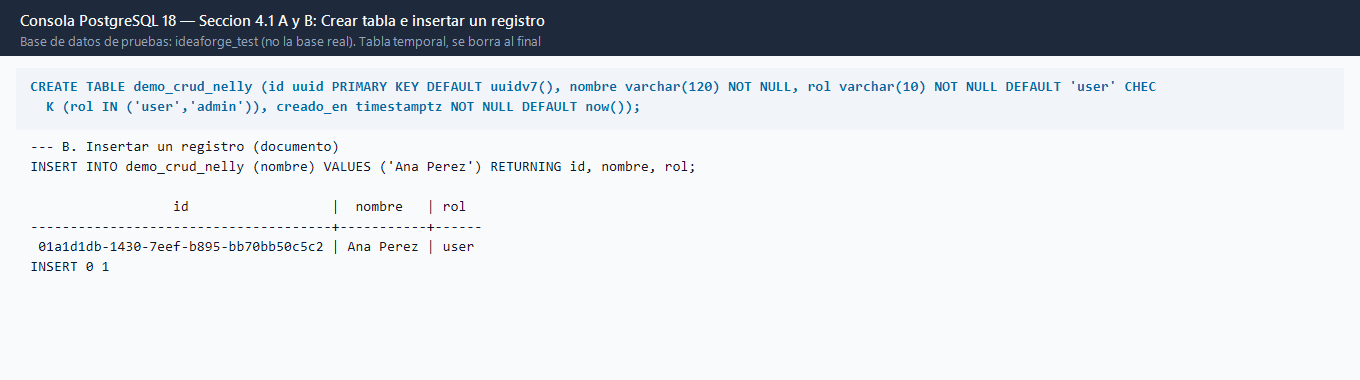 Consola PostgreSQL 18 — Seccion 4.1 A y B: Crear tabla e insertar un registro
Base de datos de pruebas: ideaforge_test (no la base real). Tabla temporal, se borra al final
CREATE TABLE demo_crud_nelly (id uuid PRIMARY KEY DEFAULT uuidv7(), nombre varchar(120) NOT NULL, rol varchar(10) NOT NULL DEFAULT 'user' CHEC
K (rol IN ('user','admin')), creado_en timestamptz NOT NULL DEFAULT now());
--- B. Insertar un registro (documento)
INSERT INTO demo_crud_nelly (nombre) VALUES ('Ana Perez') RETURNING id, nombre, rol;
id | nombre | rol
--------------------------------------+-----------+------
01a1d1db-1430-7eef-b895-bb70bb50c5c2 | Ana Perez | user
INSERT 0 1